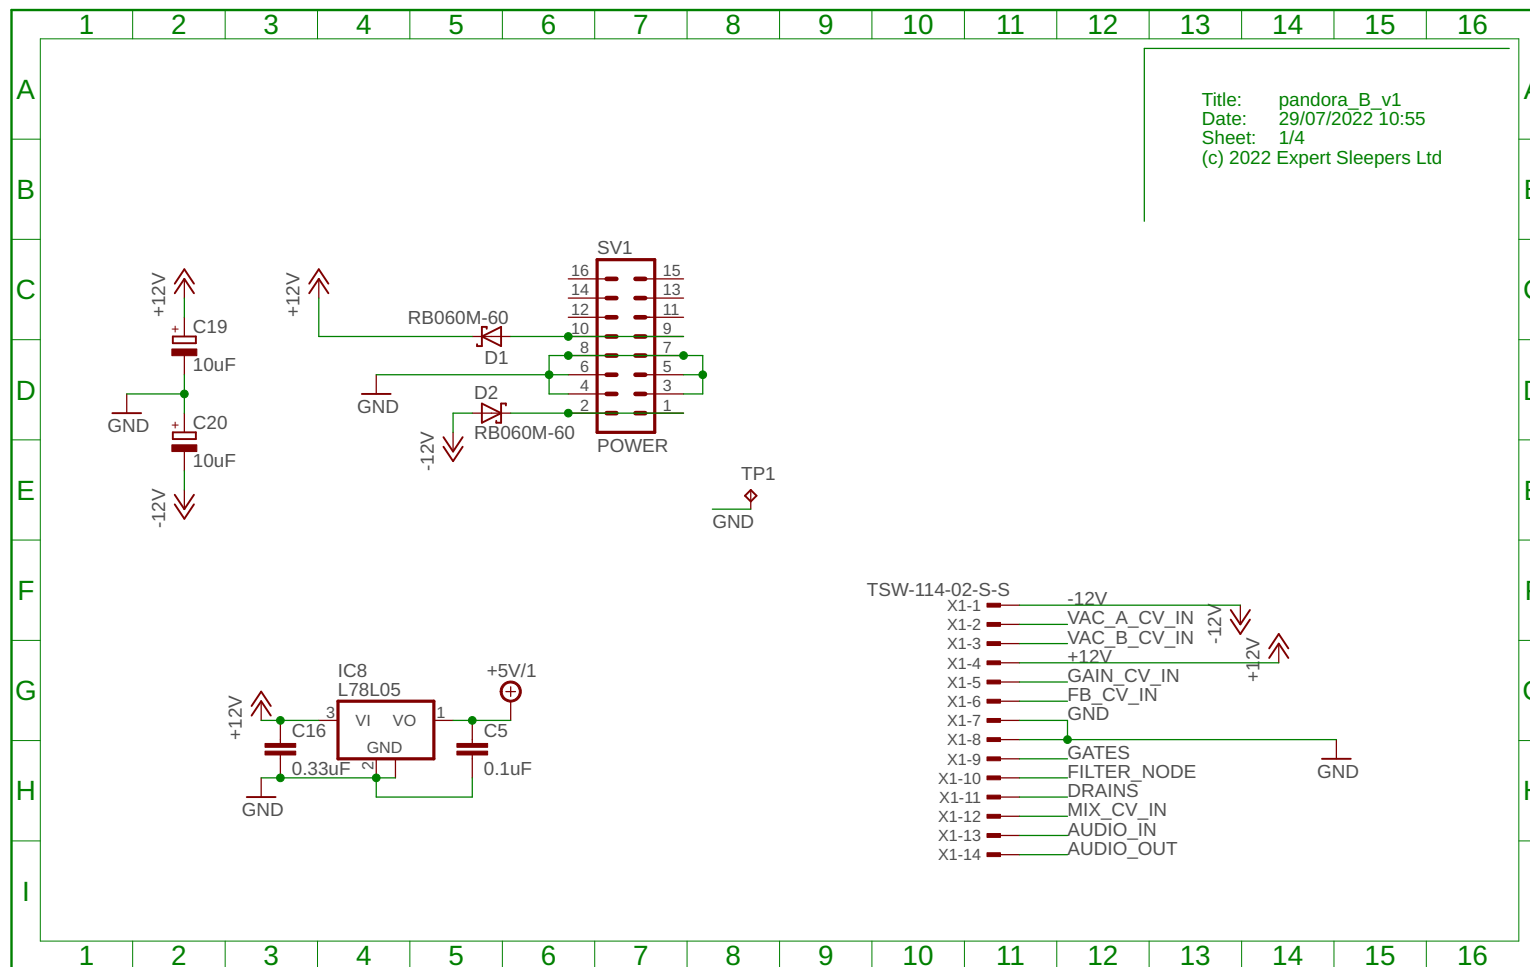 1 2 3 4 5 6 7 8 9 10 11 12 13 14 15 16
A
Title: pandora_B_v1
Date: 29/07/2022 10:55
Sheet: 1/4
(c) 2022 Expert Sleepers Ltd
B
C
+12V
+ C19
10uF
GND
+ C20
10uF
-12V
+12V
RB060M-60
D1
GND
D2
RB060M-60
-12V
SV1
16 15
14 13
12 11
10 9
8 7
6 5
4 3
2 1
POWER
D
E
TP1
GND
F
TSW-114-02-S-S
X1-1 -12V
X1-2 VAC_A_CV_IN
X1-3 VAC_B_CV_IN
X1-4 +12V
X1-5 GAIN_CV_IN
X1-6 FB_CV_IN
X1-7 GND
X1-8
X1-9 GATES
X1-10 FILTER_NODE
X1-11 DRAINS
X1-12 MIX_CV_IN
X1-13 AUDIO_IN
X1-14 AUDIO_OUT
-12V
+12V
GND
G
IC8
L78L05
+5V/1
+12V
3 VI VO 1
GND
2
C16
0.33uF
C5
0.1uF
GND
H
I
1 2 3 4 5 6 7 8 9 10 11 12 13 14 15 16